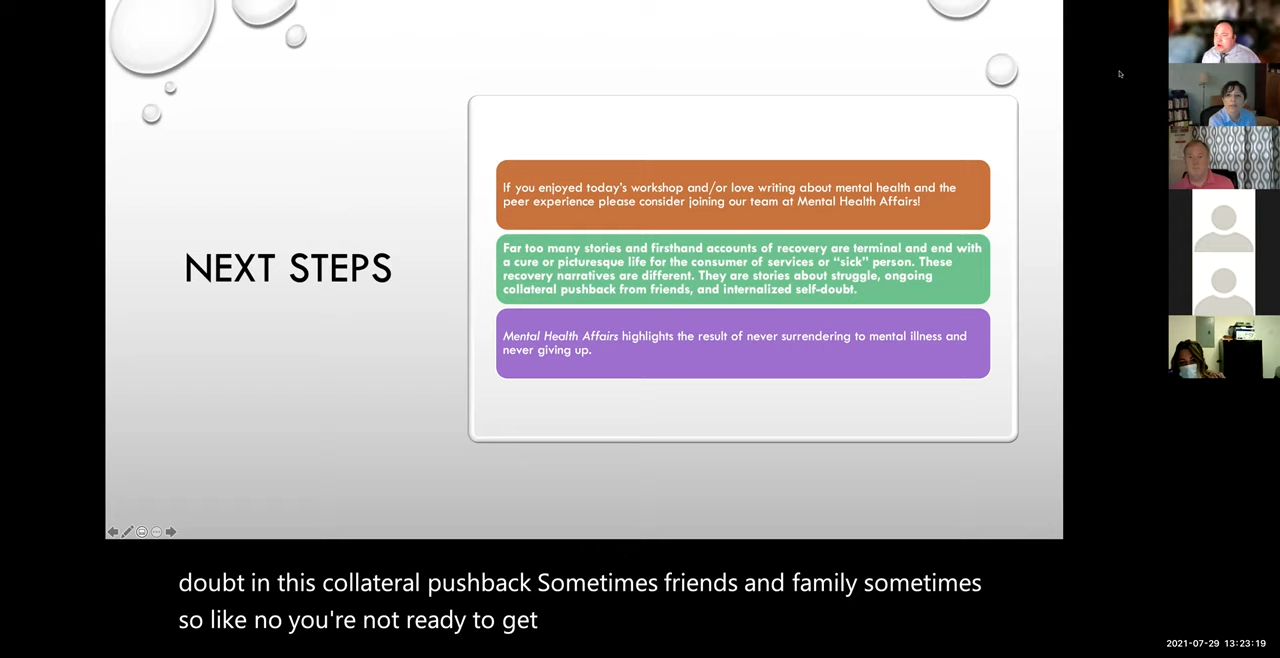 NEXT STEPS
If you enjoyed today's workshop and/or love writing about mental health and the
peer experience please consider joining our team at Mental Health Affairs!
Far too many stories and firsthand accounts of recovery are terminal and end with
a cure or picturesque life for the consumer of services or “sick” person. These
recovery narratives are different. They are stories about struggle, ongoing
collateral pushback from friends, and internalized self-doubt.
Mental Health Affairs highlights the result of never surrendering to mental illness and
never giving up.
doubt in this collateral pushback Sometimes friends and family sometimes
so like no you're not ready to get
2021-07-29 13:23:19